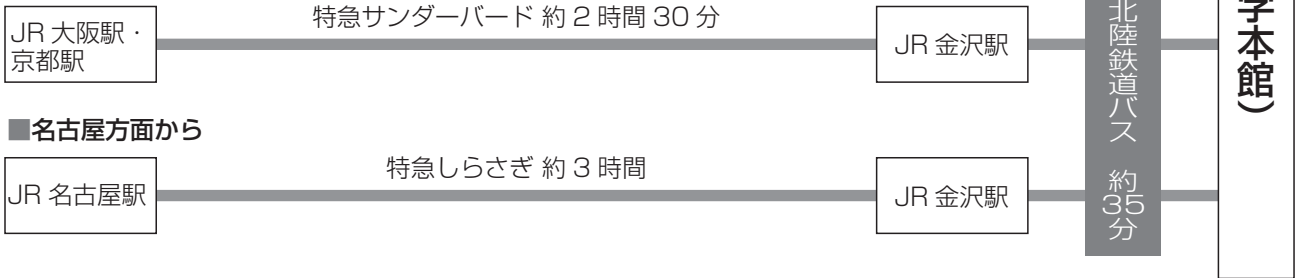 特急サンダーバード 約 2 時間 30 分
JR 大阪駅・
京都駅
JR 金沢駅
■名古屋方面から
特急しらさぎ 約 3 時間
JR 名古屋駅
JR 金沢駅
北陸鉄道バス 約35分
学本館)